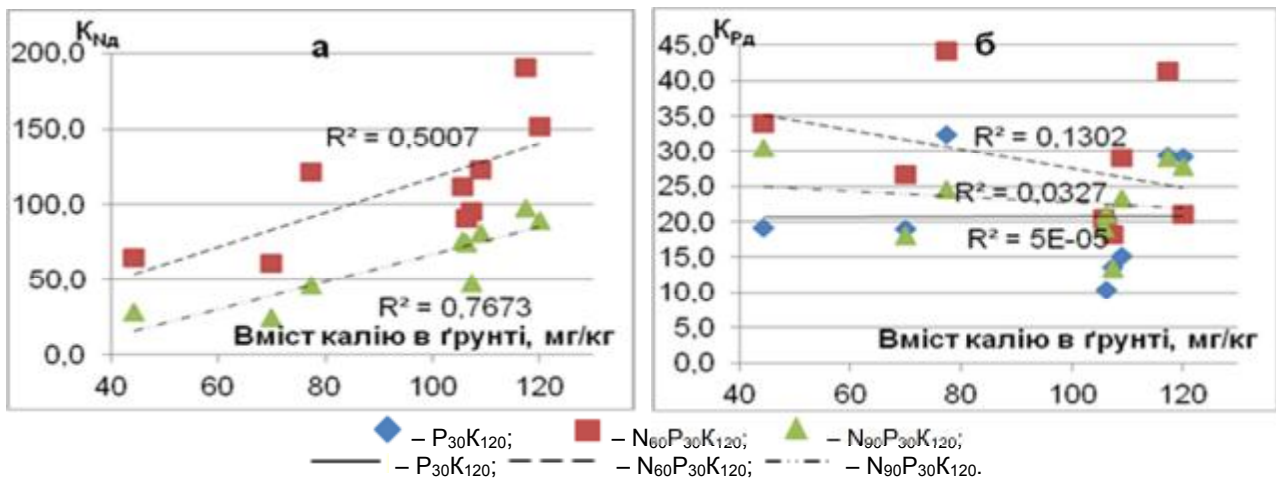 К_Nд
а
200,0
150,0
100,0
50,0
0,0
R² = 0,5007
R² = 0,7673
Вміст калію в ґрунті, мг/кг
40 60 80 100 120
К_Pд
б
45,0
40,0
35,0
30,0
25,0
20,0
15,0
10,0
5,0
0,0
R² = 0,1302
R² = 0,0327
R² = 5E-05
Вміст калію в ґрунті, мг/кг
40 60 80 100 120
– P₃₀K₁₂₀; – N₆₀P₃₀K₁₂₀; – N₉₀P₃₀K₁₂₀;
– P₃₀K₁₂₀; – N₆₀P₃₀K₁₂₀; – N₉₀P₃₀K₁₂₀.